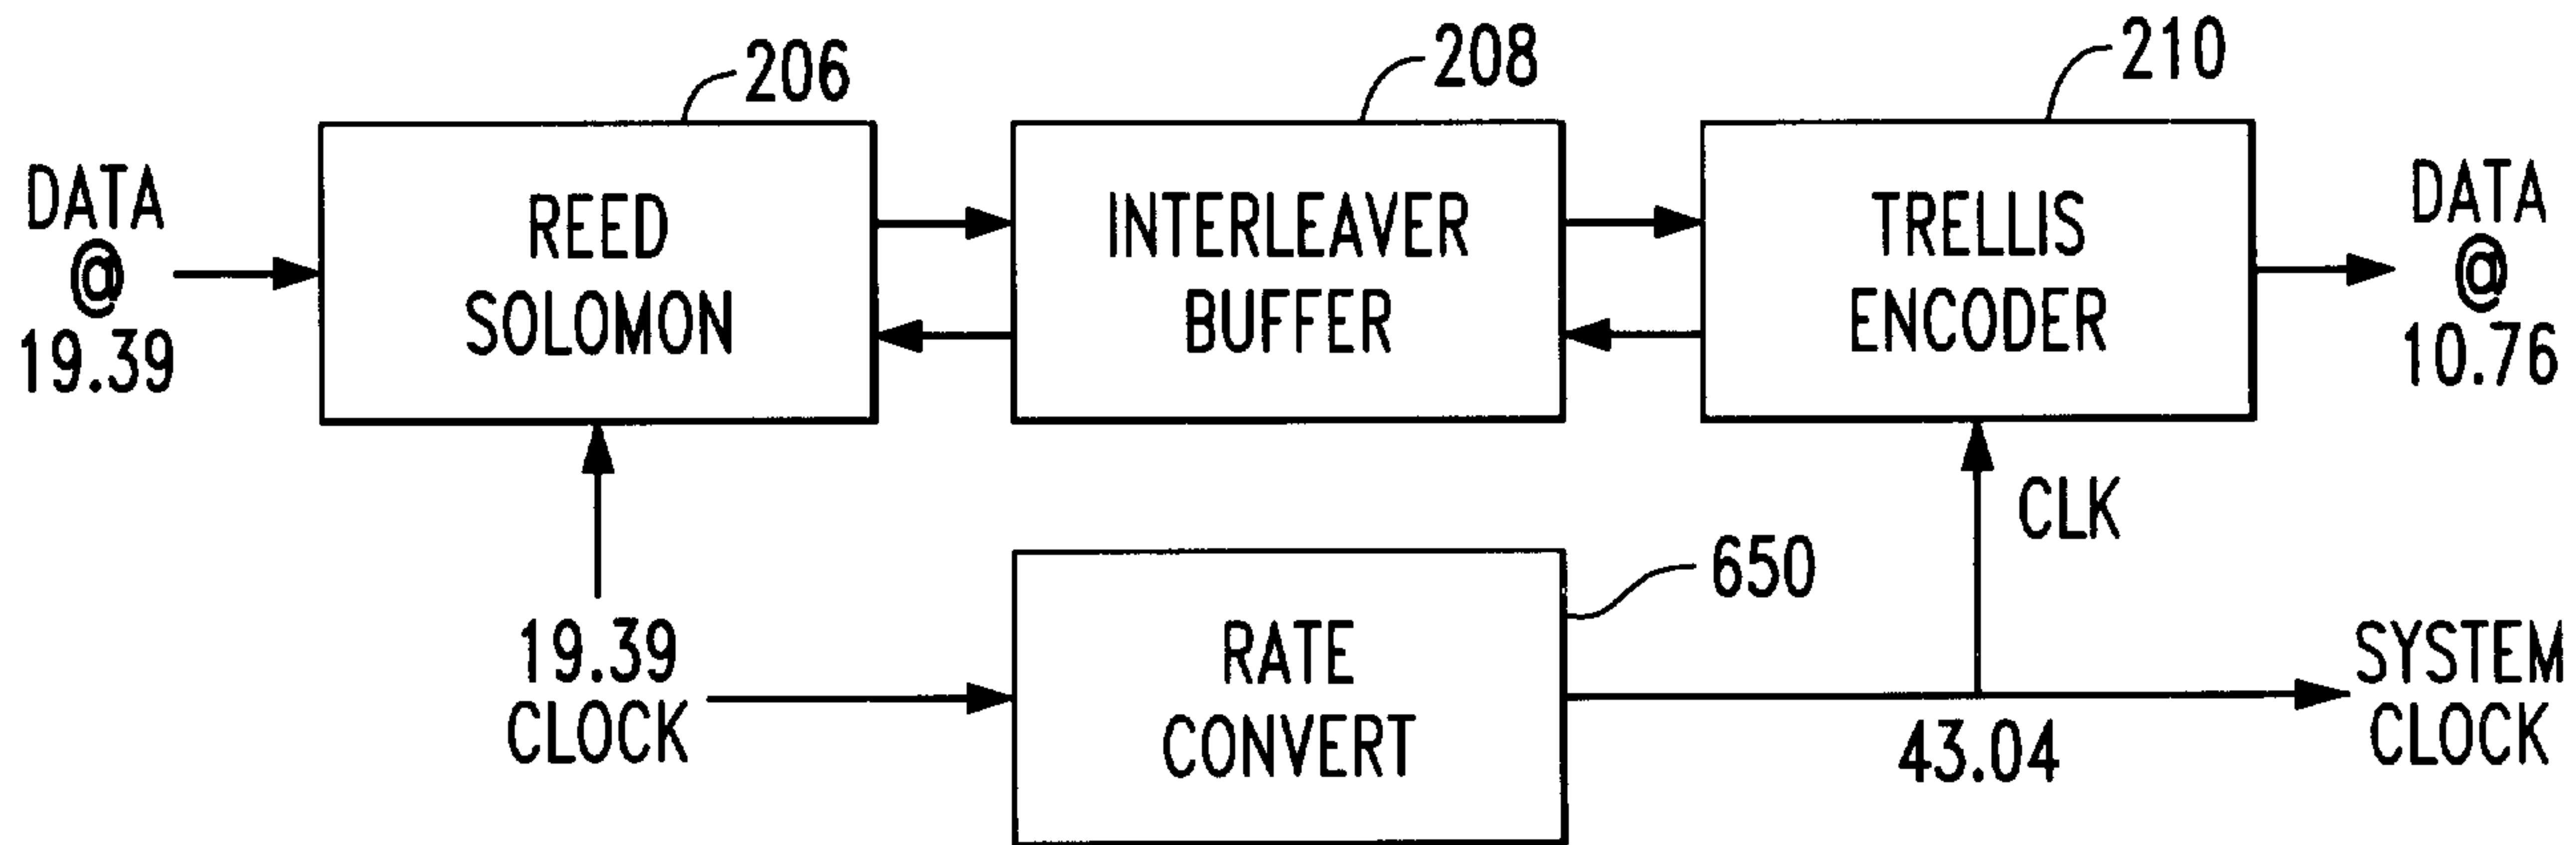 206
208
210
DATA
@
19.39
REED
SOLOMON
INTERLEAVER
BUFFER
TRELLIS
ENCODER
DATA
@
10.76
CLK
650
19.39
CLOCK
RATE
CONVERT
43.04
SYSTEM
CLOCK